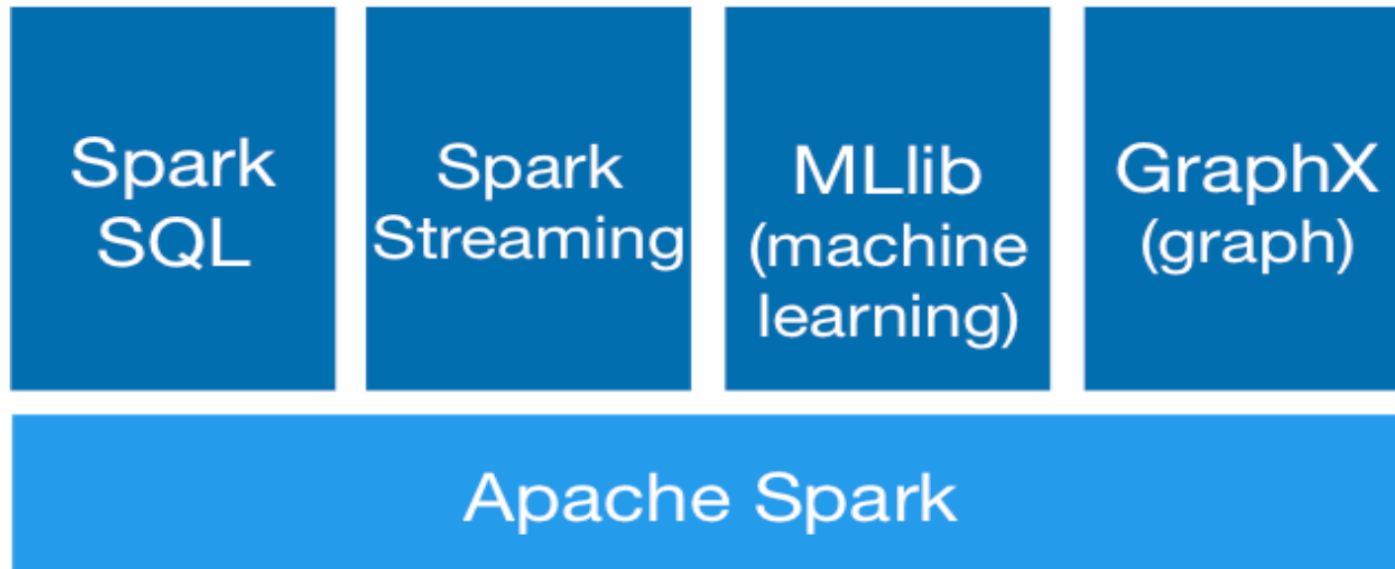 Spark
SQL
Spark
Streaming
MLlib
(machine
learning)
GraphX
(graph)
Apache Spark